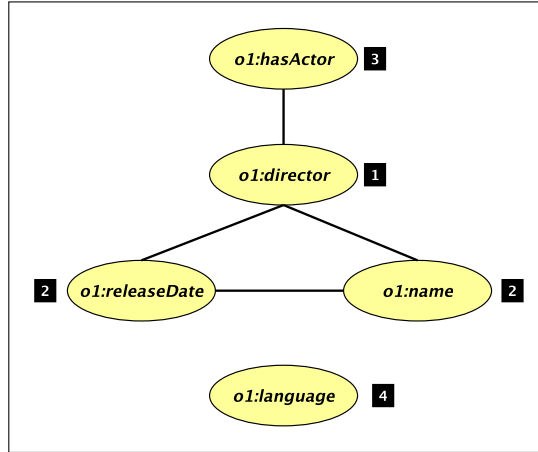 o1:hasActor 3
o1:director 1
2 o1:releaseDate o1:name 2
o1:language 4